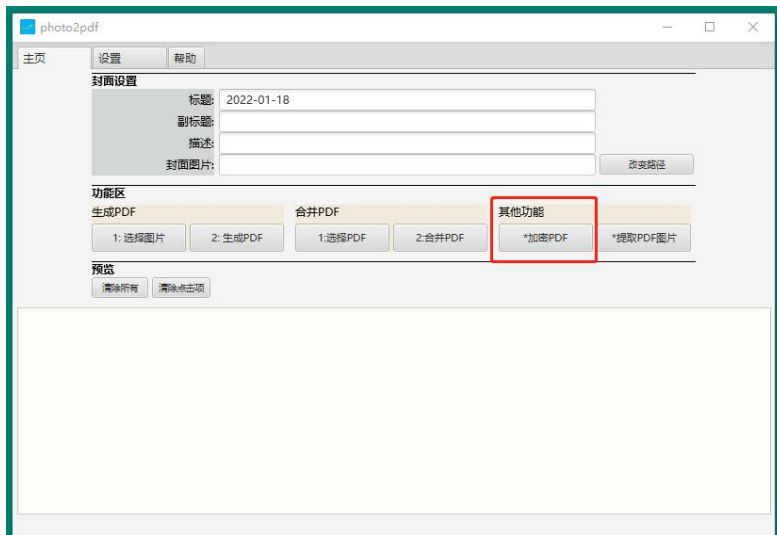 photo2pdf
主页 设置 帮助
封面设置
标题: 2022-01-18
副标题:
描述:
封面图片: 改变路径
功能区
生成PDF 合并PDF 其他功能
1: 选择图片 2: 生成PDF 1:选择PDF 2:合并PDF *加密PDF *提取PDF图片
预览
清除所有 清除点击项